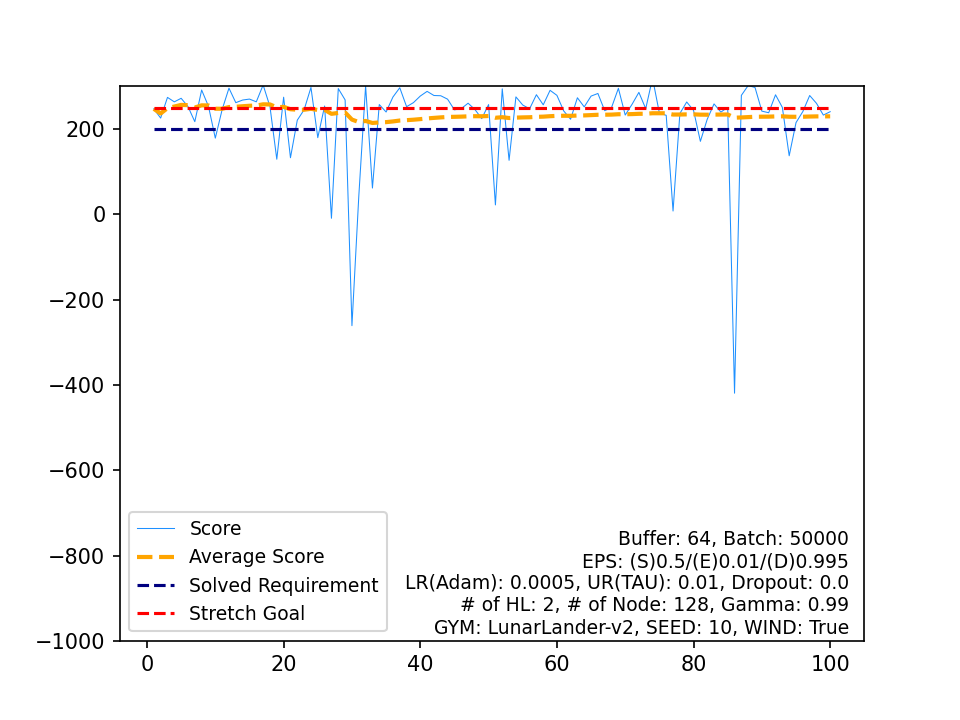 200
0
−200
−400
−600
−800
−1000
0
20
40
60
80
100
Score
Average Score
Solved Requirement
Stretch Goal
Buffer: 64, Batch: 50000
EPS: (S)0.5/(E)0.01/(D)0.995
LR(Adam): 0.0005, UR(TAU): 0.01, Dropout: 0.0
# of HL: 2, # of Node: 128, Gamma: 0.99
GYM: LunarLander-v2, SEED: 10, WIND: True